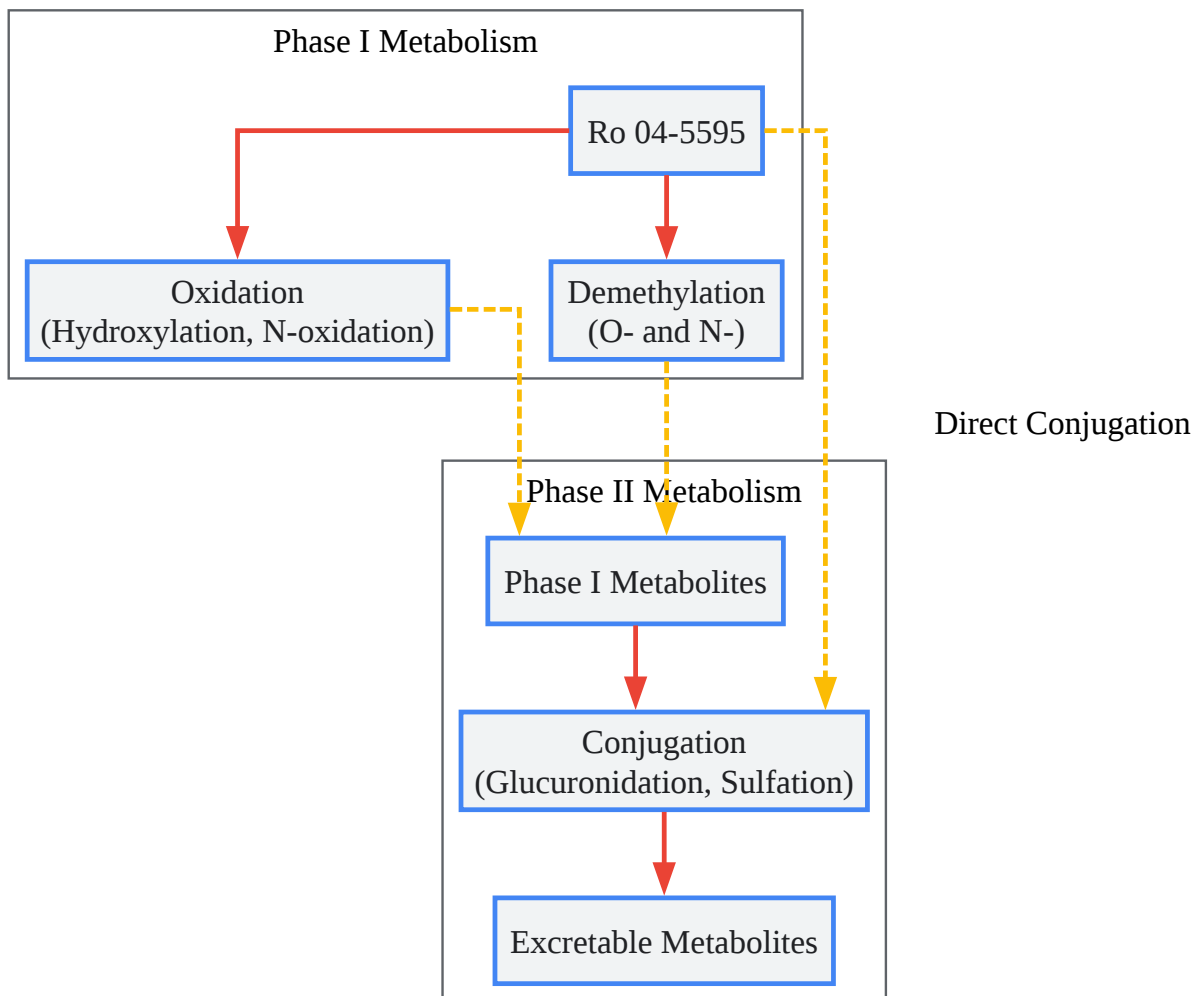 Phase I Metabolism
Ro 04-5595
Oxidation
(Hydroxylation, N-oxidation)
Demethylation
(O- and N-)
Direct Conjugation
Phase II Metabolism
Phase I Metabolites
Conjugation
(Glucuronidation, Sulfation)
Excretable Metabolites